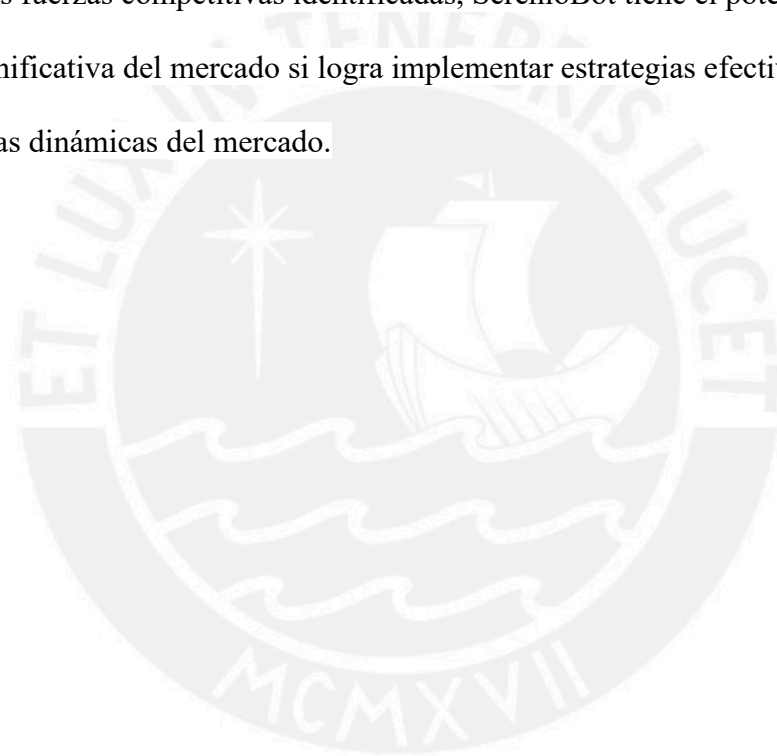 s fuerzas competitivas identificadas, SerenioBot tiene el pote
nificativa del mercado si logra implementar estrategias efectiv
as dinámicas del mercado.
ET LUX IN TENEBRIS LUCET
MCMXVII